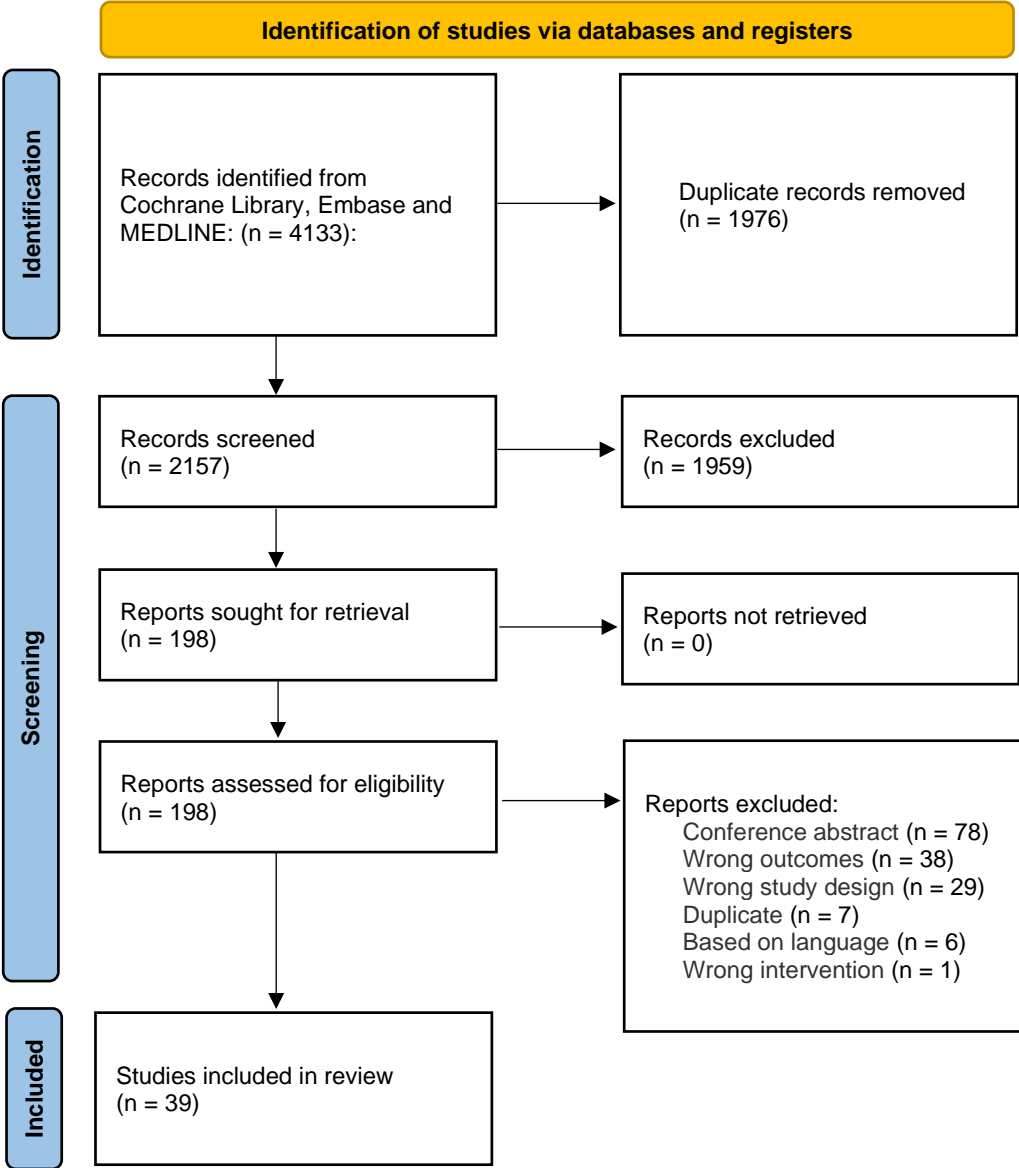 Identification of studies via databases and registers
Identification
Records identified from
Cochrane Library, Embase and
MEDLINE: (n = 4133):
Duplicate records removed
(n = 1976)
Screening
Records screened
(n = 2157)
Records excluded
(n = 1959)
Reports sought for retrieval
(n = 198)
Reports not retrieved
(n = 0)
Reports assessed for eligibility
(n = 198)
Reports excluded:
Conference abstract (n = 78)
Wrong outcomes (n = 38)
Wrong study design (n = 29)
Duplicate (n = 7)
Based on language (n = 6)
Wrong intervention (n = 1)
Included
Studies included in review
(n = 39)